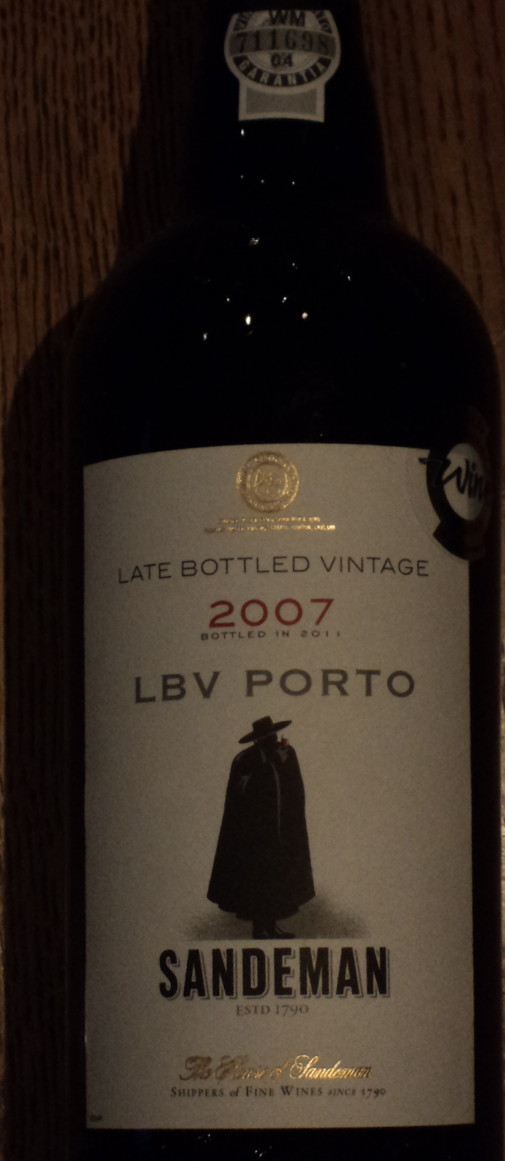 WM
711698
04
GARANTIA
Win
LATE BOTTLED VINTAGE
2007
BOTTLED IN 2011
LBV PORTO
SANDEMAN
ESTD 1790
The House of Sandeman
SHIPPERS of FINE WINES SINCE 1790